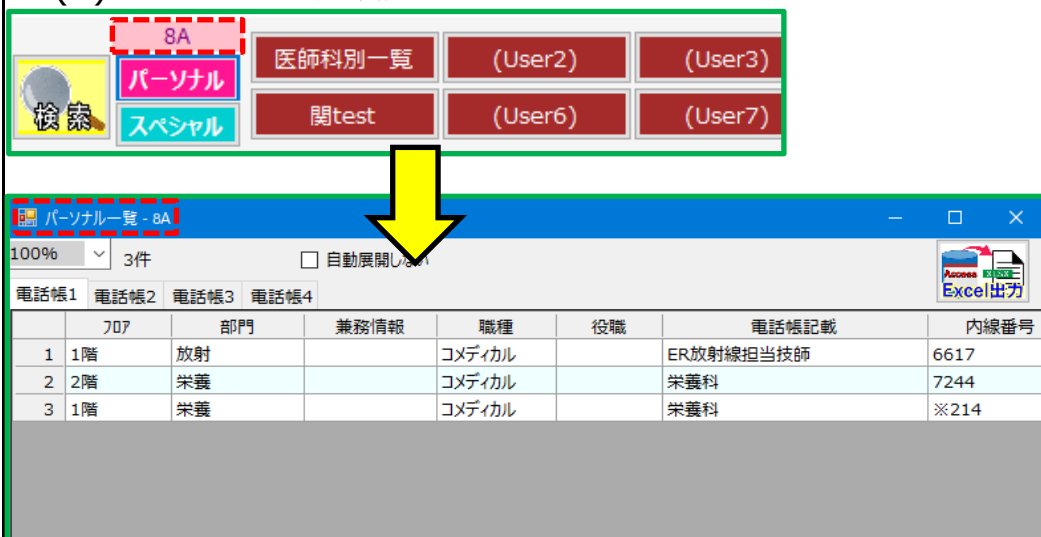 8A
医師科別一覧 (User2) (User3)
検索 パーソナル
スペシャル 関test (User6) (User7)
パーソナル一覧 - 8A
100% 3件 自動展開しない
Access XLSX
Excel出力
電話帳1 電話帳2 電話帳3 電話帳4
ﾌﾛｱ 部門 兼務情報 職種 役職 電話帳記載 内線番号
1 1階 放射 コメディカル ER放射線担当技師 6617
2 2階 栄養 コメディカル 栄養科 7244
3 1階 栄養 コメディカル 栄養科 ※214